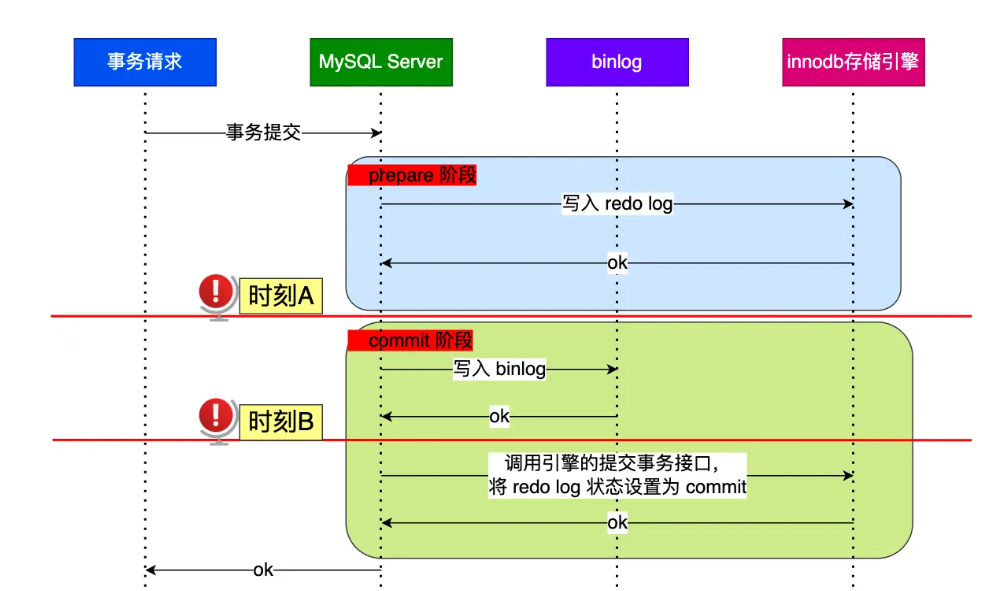 事务请求
MySQL Server
binlog
innodb存储引擎
事务提交
prepare 阶段
写入 redo log
ok
时刻A
commit 阶段
写入 binlog
ok
时刻B
调用引擎的提交事务接口，
将 redo log 状态设置为 commit
ok
ok